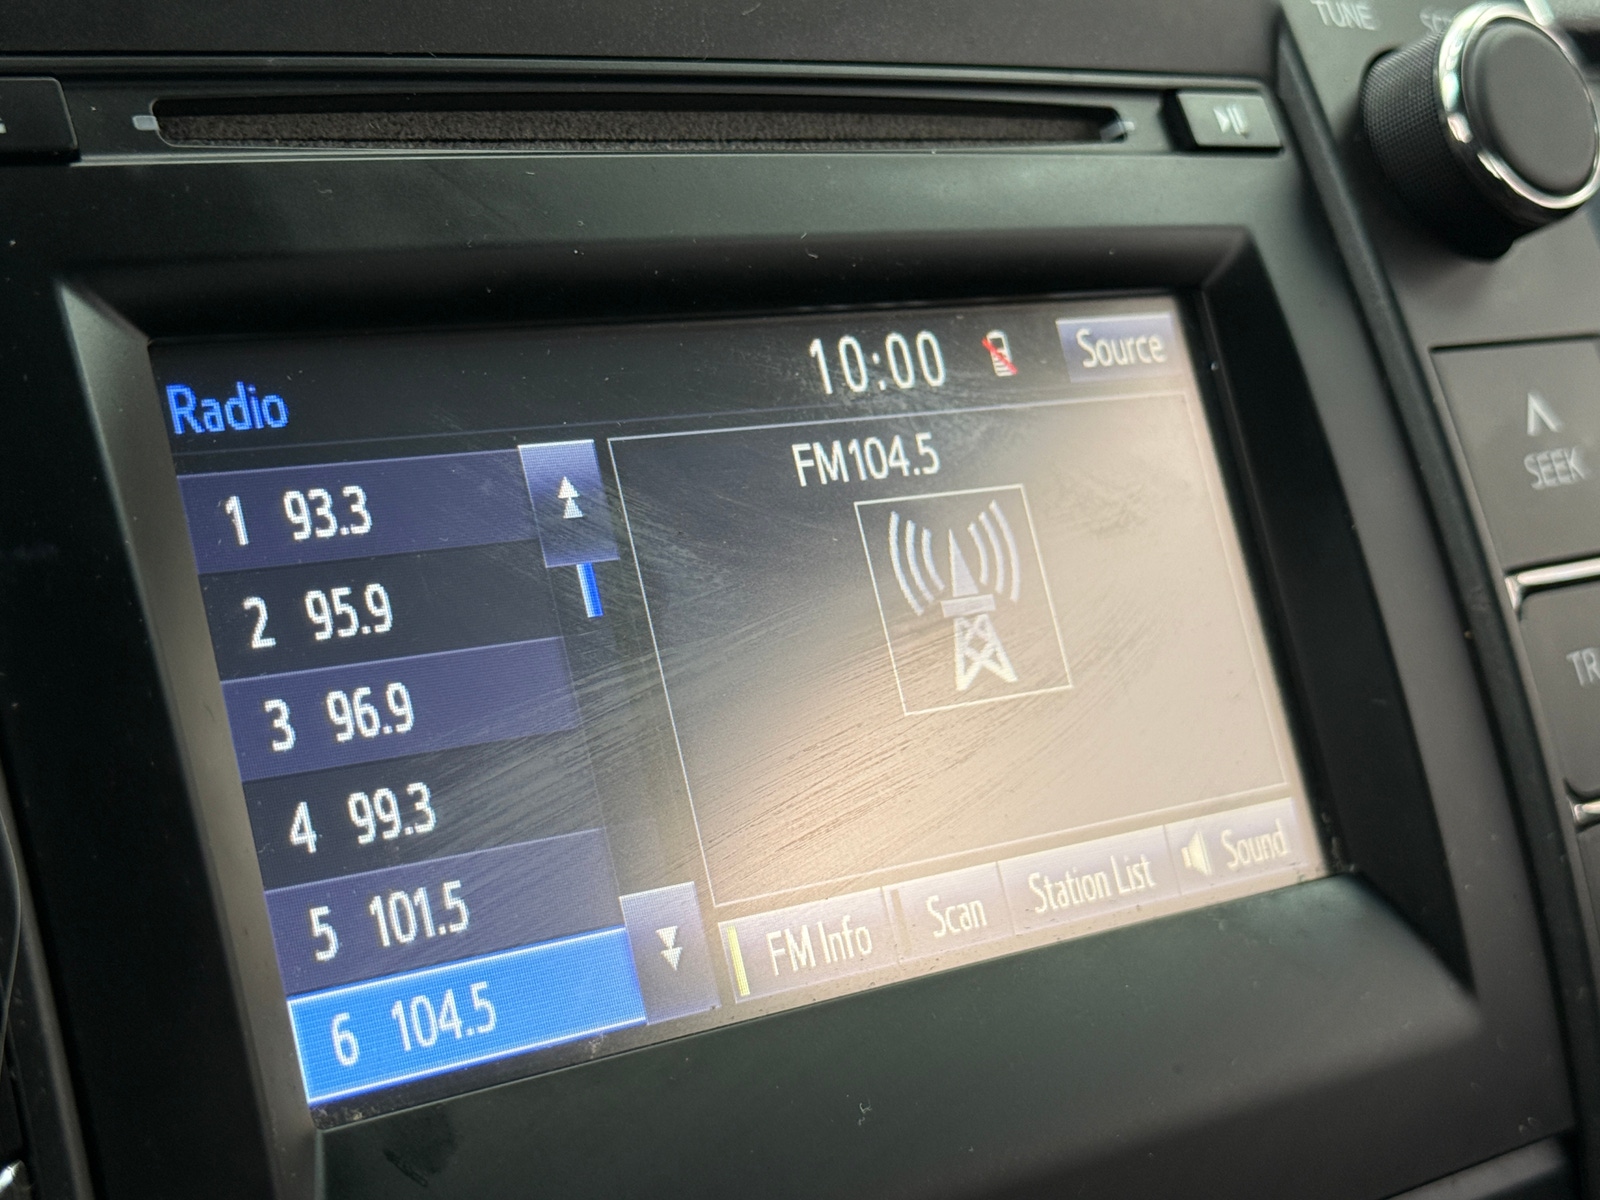 TUNE
10:00
Source
Radio
FM104.5
1 93.3
2 95.9
3 96.9
4 99.3
5 101.5
6 104.5
FM Info
Scan
Station List
Sound
SEEK